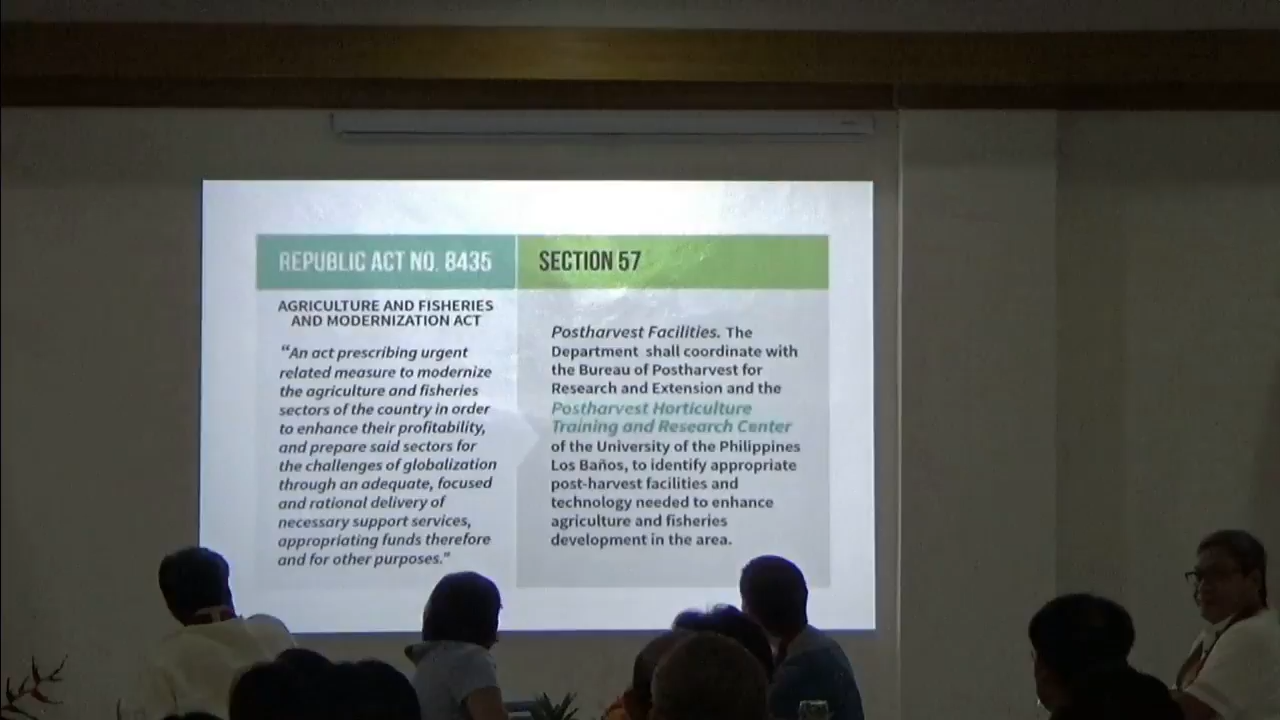 REPUBLIC ACT NO. 8435
AGRICULTURE AND FISHERIES
AND MODERNIZATION ACT
“An act prescribing urgent
related measure to modernize
the agriculture and fisheries
sectors of the country in order
to enhance their profitability,
and prepare said sectors for
the challenges of globalization
through an adequate, focused
and rational delivery of
necessary support services,
appropriating funds therefore
and for other purposes.”
SECTION 57
Postharvest Facilities. The
Department shall coordinate with
the Bureau of Postharvest for
Research and Extension and the
Postharvest Horticulture
Training and Research Center
of the University of the Philippines
Los Baños, to identify appropriate
post-harvest facilities and
technology needed to enhance
agriculture and fisheries
development in the area.